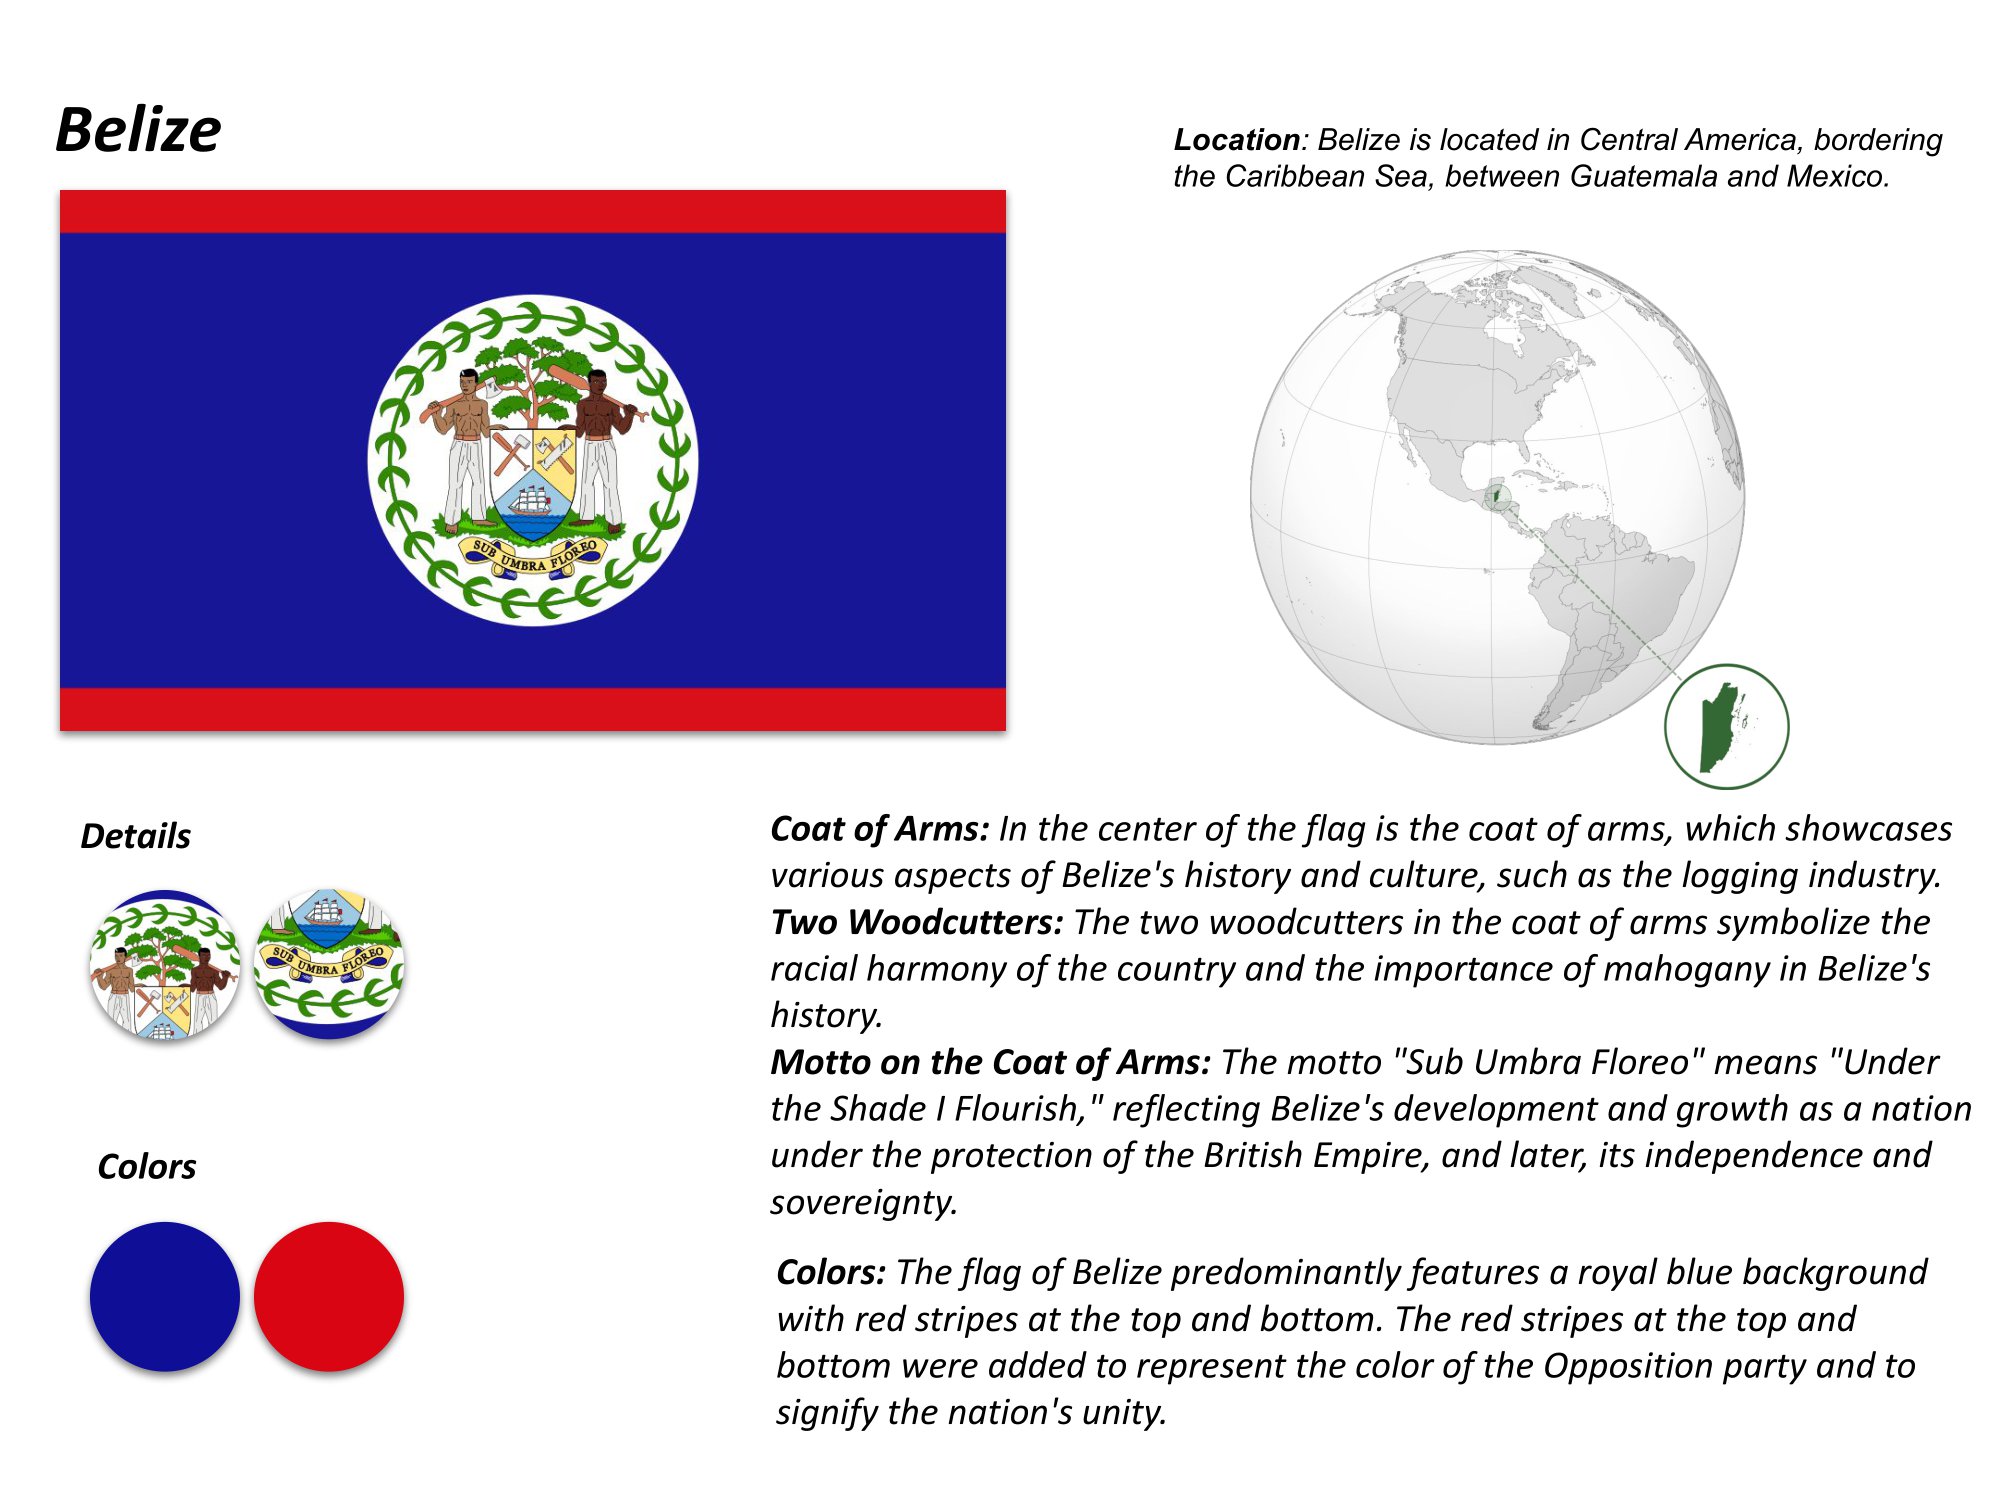 Belize
Location: Belize is located in Central America, bordering
the Caribbean Sea, between Guatemala and Mexico.
SUB UMBRA FLOREO
Details
SUB UMBRA FLOREO
Colors
Coat of Arms: In the center of the flag is the coat of arms, which showcases
various aspects of Belize's history and culture, such as the logging industry.
Two Woodcutters: The two woodcutters in the coat of arms symbolize the
racial harmony of the country and the importance of mahogany in Belize's
history.
Motto on the Coat of Arms: The motto "Sub Umbra Floreo" means "Under
the Shade I Flourish," reflecting Belize's development and growth as a nation
under the protection of the British Empire, and later, its independence and
sovereignty.
Colors: The flag of Belize predominantly features a royal blue background
with red stripes at the top and bottom. The red stripes at the top and
bottom were added to represent the color of the Opposition party and to
signify the nation's unity.